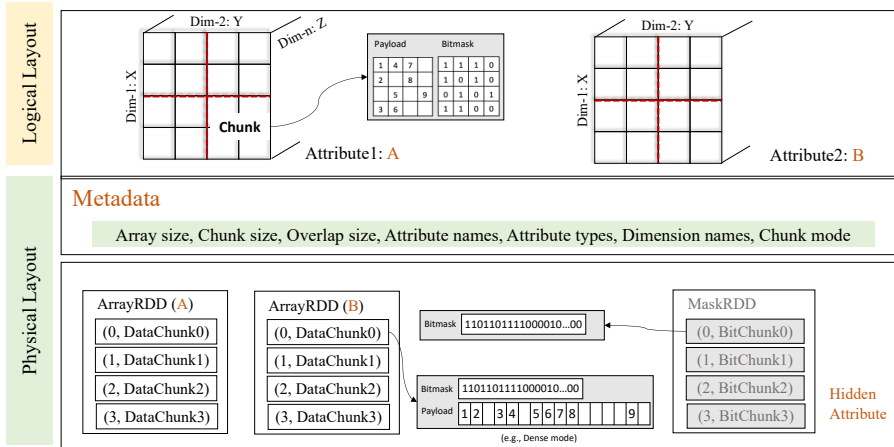 Logical Layout
Dim-2: Y
Dim-n: Z
Dim-1: X
Chunk
Attribute1: A
Payload Bitmask
1 4 7 1 1 1 0
2 8 1 0 1 0
5 9 0 1 0 1
3 6 1 1 0 0
Dim-2: Y
Dim-1: X
Attribute2: B
Physical Layout
Metadata
Array size, Chunk size, Overlap size, Attribute names, Attribute types, Dimension names, Chunk mode
ArrayRDD (A)
(0, DataChunk0)
(1, DataChunk1)
(2, DataChunk2)
(3, DataChunk3)
ArrayRDD (B)
(0, DataChunk0)
(1, DataChunk1)
(2, DataChunk2)
(3, DataChunk3)
Bitmask 1101101111000010...00
Bitmask 1101101111000010...00
Payload 1 2 3 4 5 6 7 8 9
(e.g., Dense mode)
MaskRDD
(0, BitChunk0)
(1, BitChunk1)
(2, BitChunk2)
(3, BitChunk3)
Hidden
Attribute